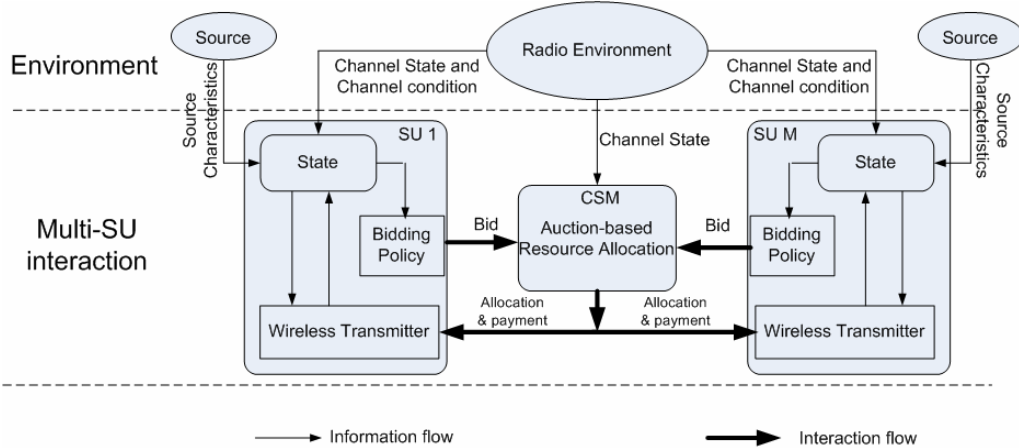 Source
Radio Environment
Source
Environment
Channel State and
Channel condition
Channel State and
Channel condition
Source
Characteristics
Source
Characteristics
SU 1
Channel State
SU M
State
State
CSM
Auction-based
Resource Allocation
Bidding
Policy
Bid
Bid
Bidding
Policy
Multi-SU
interaction
Allocation
& payment
Allocation
& payment
Wireless Transmitter
Wireless Transmitter
Information flow
Interaction flow